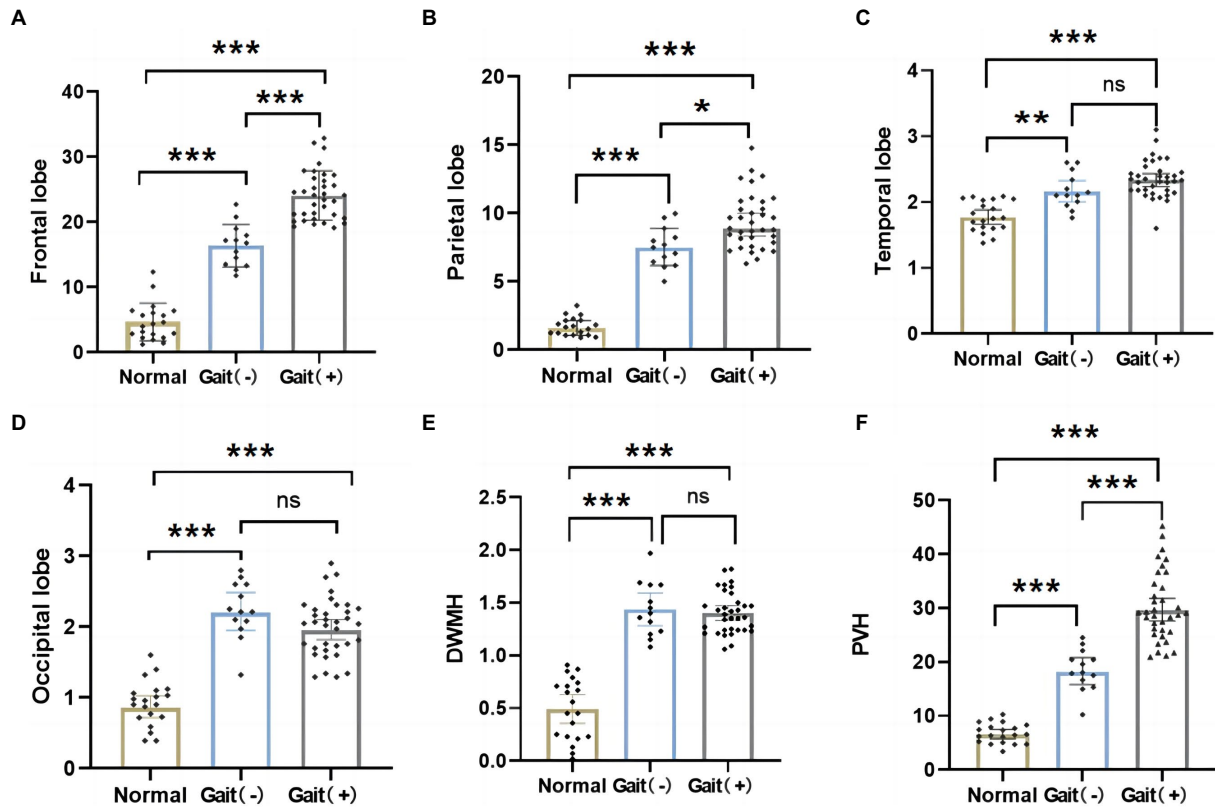 A
***
***
***
Frontal lobe
40
30
20
10
0
Normal Gait(-) Gait(+)
B
***
*
***
Parietal lobe
20
15
10
5
0
Normal Gait(-) Gait(+)
C
***
ns
**
Temporal lobe
4
3
2
1
0
Normal Gait(-) Gait(+)
D
***
ns
***
Occipital lobe
4
3
2
1
0
Normal Gait(-) Gait(+)
E
***
ns
***
DWMH
2.5
2.0
1.5
1.0
0.5
0.0
Normal Gait(-) Gait(+)
F
***
***
***
PVH
50
40
30
20
10
0
Normal Gait(-) Gait(+)